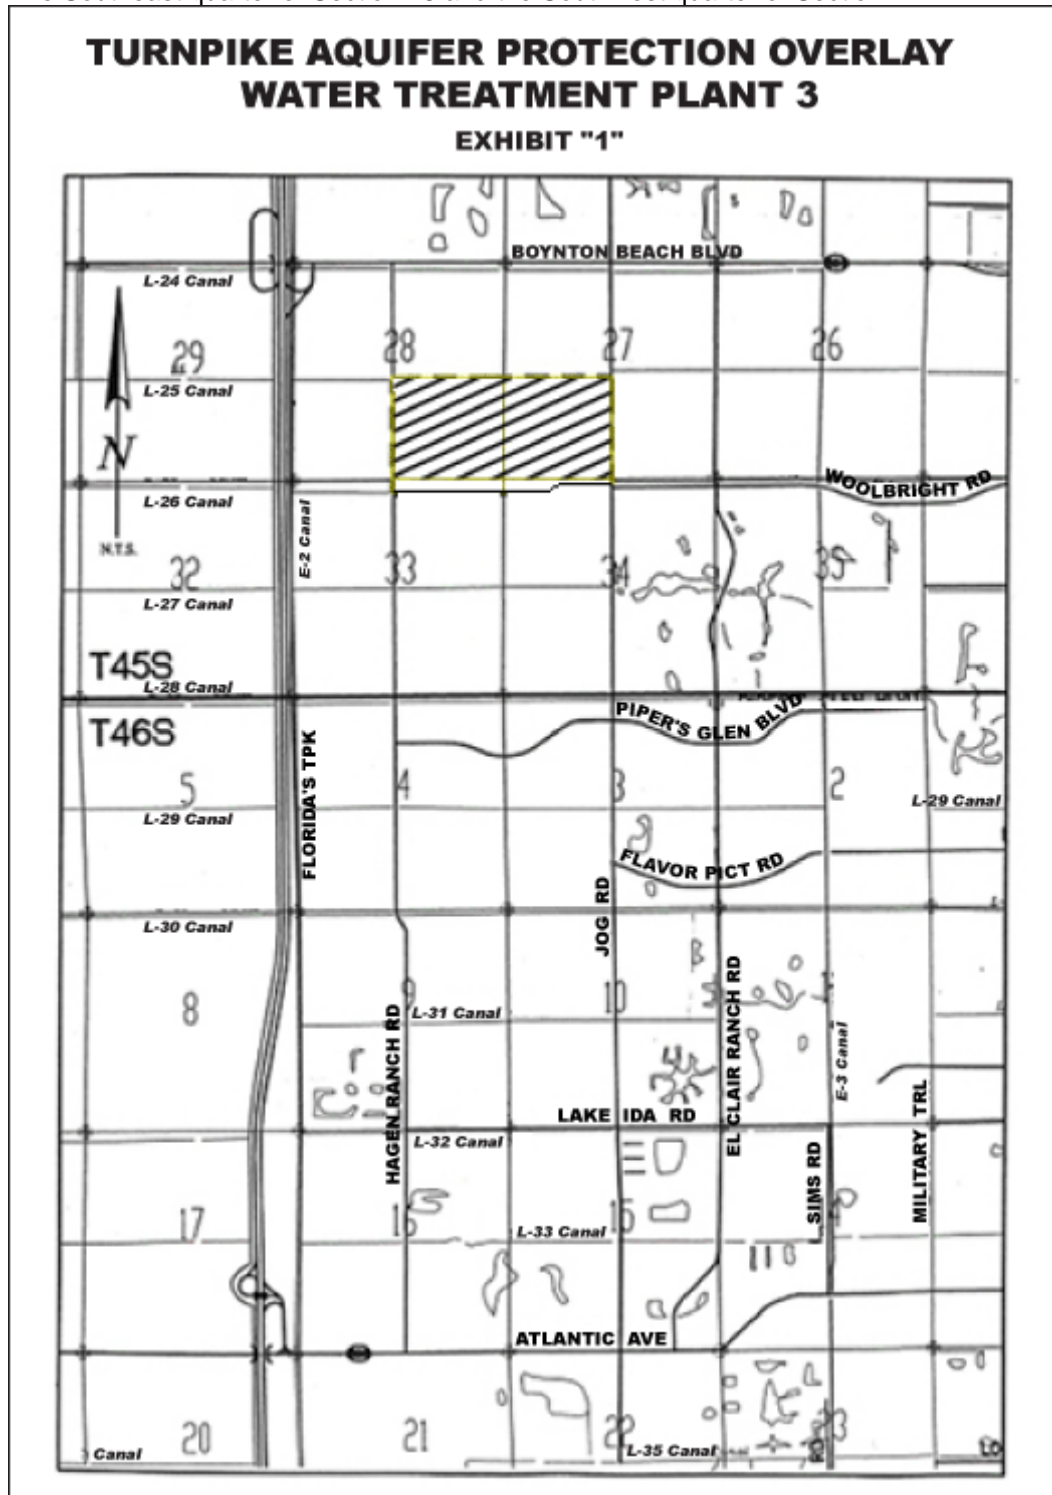 TURNPIKE AQUIFER PROTECTION OVERLAY
WATER TREATMENT PLANT 3
EXHIBIT "1"
BOYNTON BEACH BLVD
L-24 Canal
29
28
27
26
L-25 Canal
N
WOOLBRIGHT RD
L-26 Canal
E-2 Canal
N.T.S.
32
33
34
35
L-27 Canal
T45S
L-28 Canal
T46S
PIPER'S GLEN BLVD
FLORIDA'S TPK
5
4
3
2
L-29 Canal
L-29 Canal
FLAVOR PICT RD
JOG RD
L-30 Canal
8
9
10
L-31 Canal
HAGEN RANCH RD
EL CLAIR RANCH RD
E-3 Canal
LAKE IDA RD
L-32 Canal
SIMS RD
MILITARY TRL
17
16
15
L-33 Canal
ATLANTIC AVE
20
21
22
23
Canal
L-35 Canal